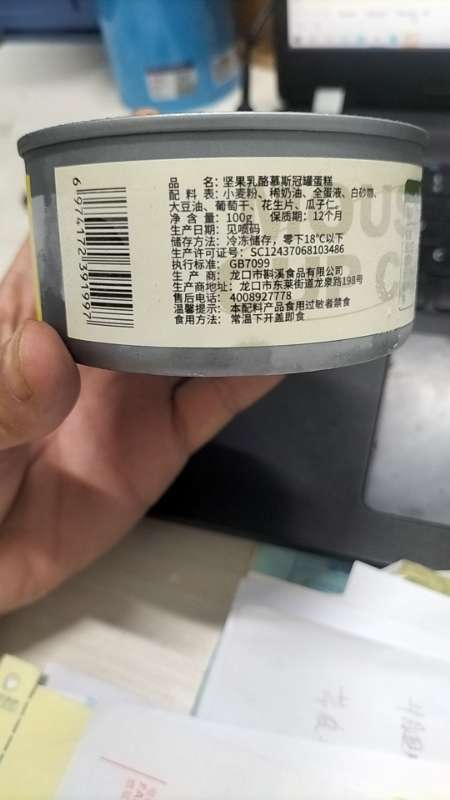 品 名：坚果乳酪慕斯冠罐蛋糕
配 料 表：小麦粉、稀奶油、全蛋液、白砂糖、
大豆油、葡萄干、花生片、瓜子仁。
净 含 量：100g 保质期：12个月
生产日期：见喷码
储存方法：冷冻储存，零下18℃以下
生产许可证号：SC12437068103486
执行标准：GB7099
生 产 商：龙口市斟溪食品有限公司
生产商地址：龙口市东莱街道龙泉路198号
售后电话：4008927778
温馨提示：本配料产品食用过敏者禁食
食用方法：常温下开盖即食
6 974172 391997